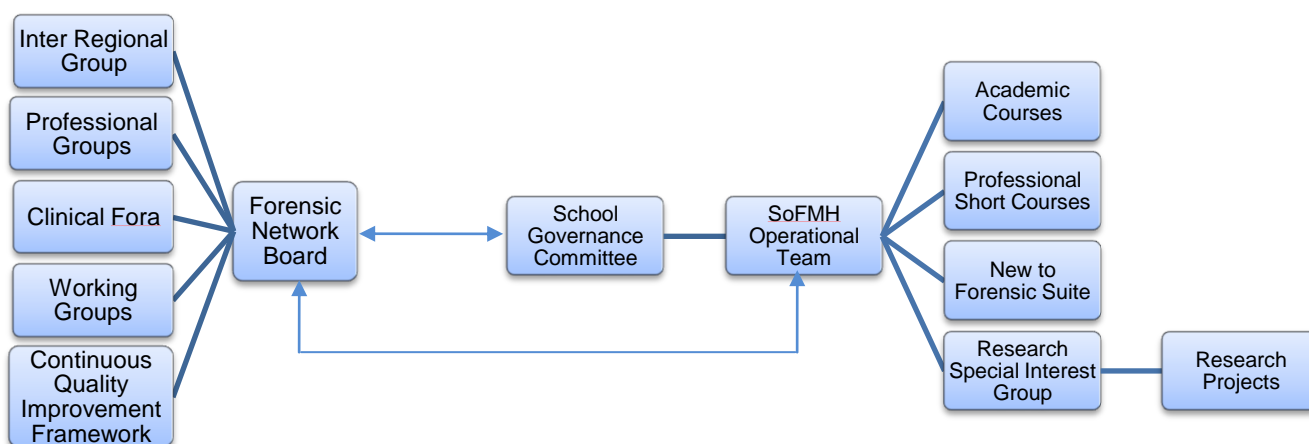 Inter Regional
Group
Professional
Groups
Clinical Fora
Working
Groups
Continuous
Quality
Improvement
Framework
Forensic
Network
Board
School
Governance
Committee
SoFMH
Operational
Team
Academic
Courses
Professional
Short Courses
New to
Forensic Suite
Research
Special Interest
Group
Research
Projects